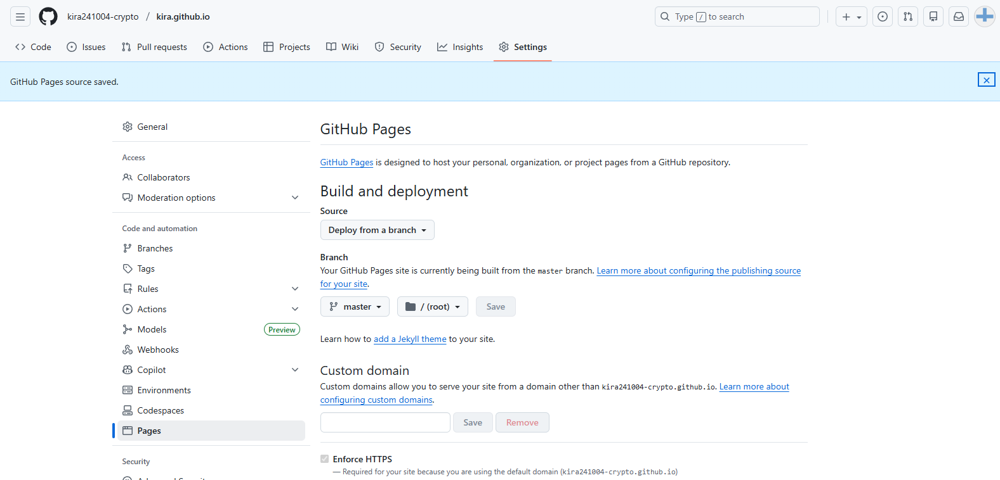 kira241004-crypto / kira.github.io
Type / to search
Code Issues Pull requests Actions Projects Wiki Security Insights Settings
GitHub Pages source saved.
General
Access
Collaborators
Moderation options
Code and automation
Branches
Tags
Rules
Actions
Models Preview
Webhooks
Copilot
Environments
Codespaces
Pages
Security
GitHub Pages
GitHub Pages is designed to host your personal, organization, or project pages from a GitHub repository.
Build and deployment
Source
Deploy from a branch
Branch
Your GitHub Pages site is currently being built from the master branch. Learn more about configuring the publishing source
for your site.
master / (root) Save
Learn how to add a Jekyll theme to your site.
Custom domain
Custom domains allow you to serve your site from a domain other than kira241004-crypto.github.io. Learn more about
configuring custom domains.
Save Remove
Enforce HTTPS
— Required for your site because you are using the default domain (kira241004-crypto.github.io)